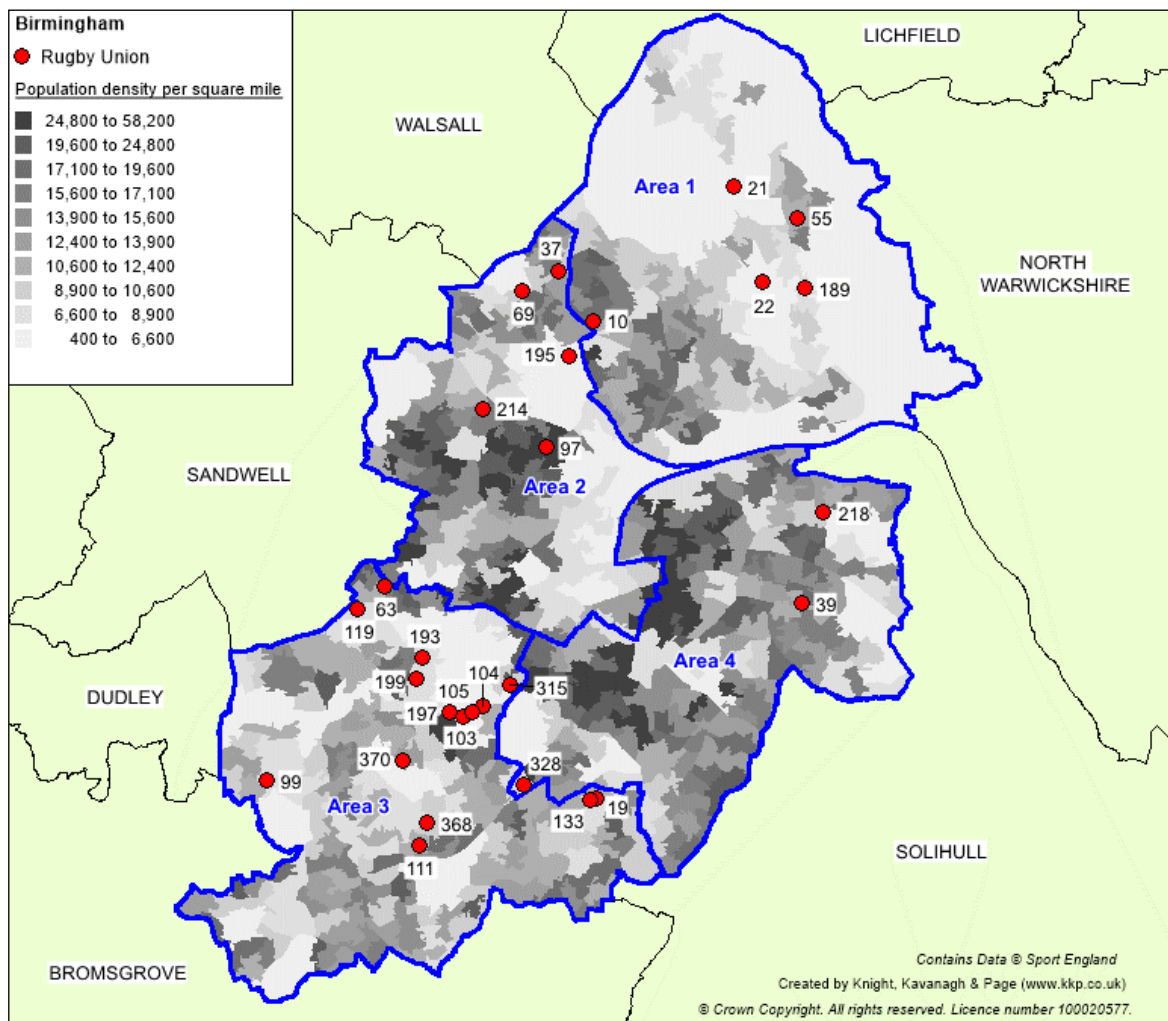 Birmingham
Rugby Union
Population density per square mile
24,800 to 58,200
19,600 to 24,800
17,100 to 19,600
15,600 to 17,100
13,900 to 15,600
12,400 to 13,900
10,600 to 12,400
8,900 to 10,600
6,600 to 8,900
400 to 6,600
LICHFIELD
WALSALL
Area 1
21
55
NORTH
WARWICKSHIRE
37
69
22
189
10
195
214
97
SANDWELL
Area 2
218
63
39
119
193
Area 4
104
199
315
DUDLEY
105
197
103
370
328
99
Area 3
133
19
368
111
SOLIHULL
BROMSGROVE
Contains Data ® Sport England
Created by Knight, Kavanagh & Page (www.kkp.co.uk)
® Crown Copyright. All rights reserved. Licence number 100020577.